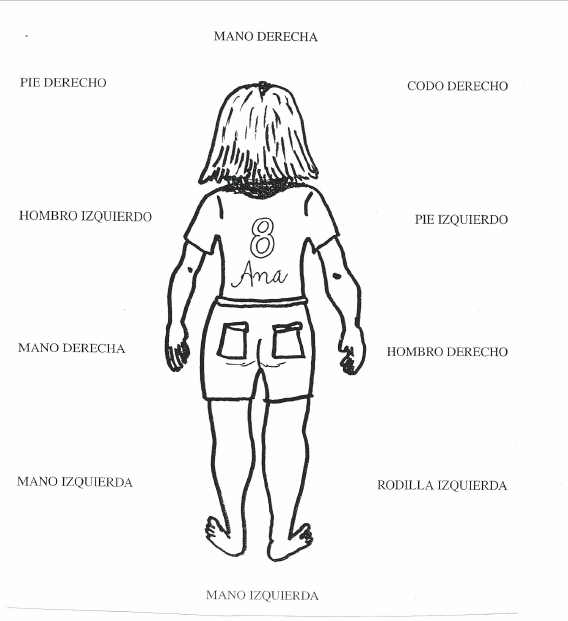 MANO DERECHA
PIE DERECHO
CODO DERECHO
HOMBRO IZQUIERDO
PIE IZQUIERDO
8
Ana
MANO DERECHA
HOMBRO DERECHO
MANO IZQUIERDA
RODILLA IZQUIERDA
MANO IZQUIERDA